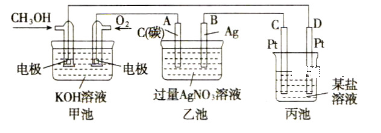 CH₃OH O₂ A B C D
C(碳) Ag Pt Pt
电极 电极
KOH溶液 过量AgNO₃溶液 某盐溶液
甲池 乙池 丙池